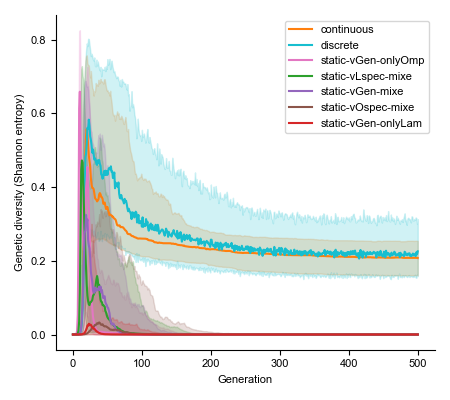 continuous
discrete
static-vGen-onlyOmp
static-vLspec-mixe
static-vGen-mixe
static-vOspec-mixe
static-vGen-onlyLam
Genetic diversity (Shannon entropy)
0.8
0.6
0.4
0.2
0.0
0 100 200 300 400 500
Generation